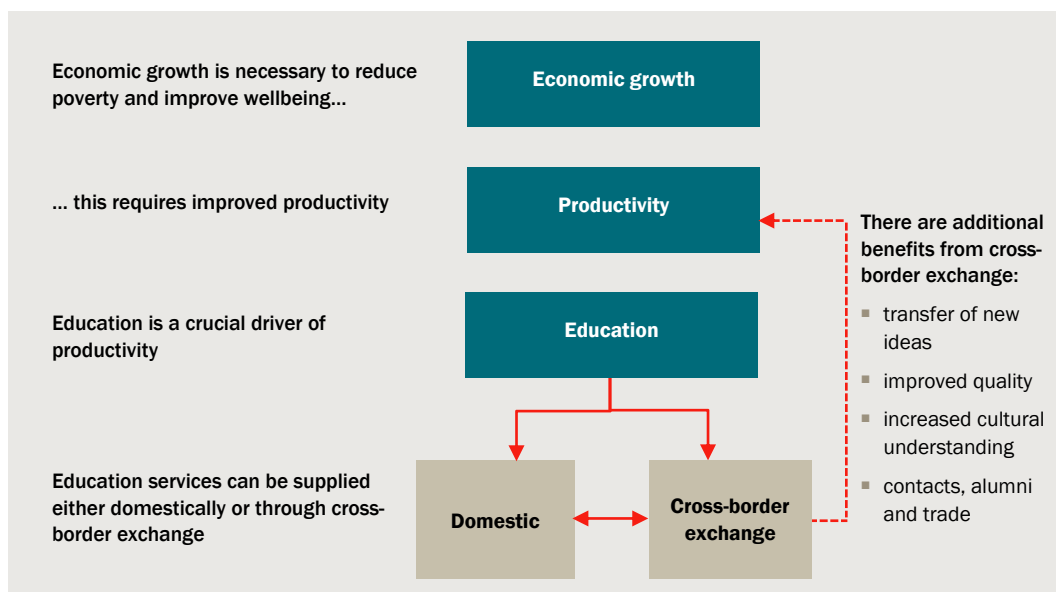 Economic growth is necessary to reduce
poverty and improve wellbeing...
Economic growth
... this requires improved productivity
Productivity
There are additional
benefits from cross-
border exchange:
transfer of new
ideas
improved quality
increased cultural
understanding
contacts, alumni
and trade
Education is a crucial driver of
productivity
Education
Education services can be supplied
either domestically or through cross-
border exchange
Domestic
Cross-border
exchange